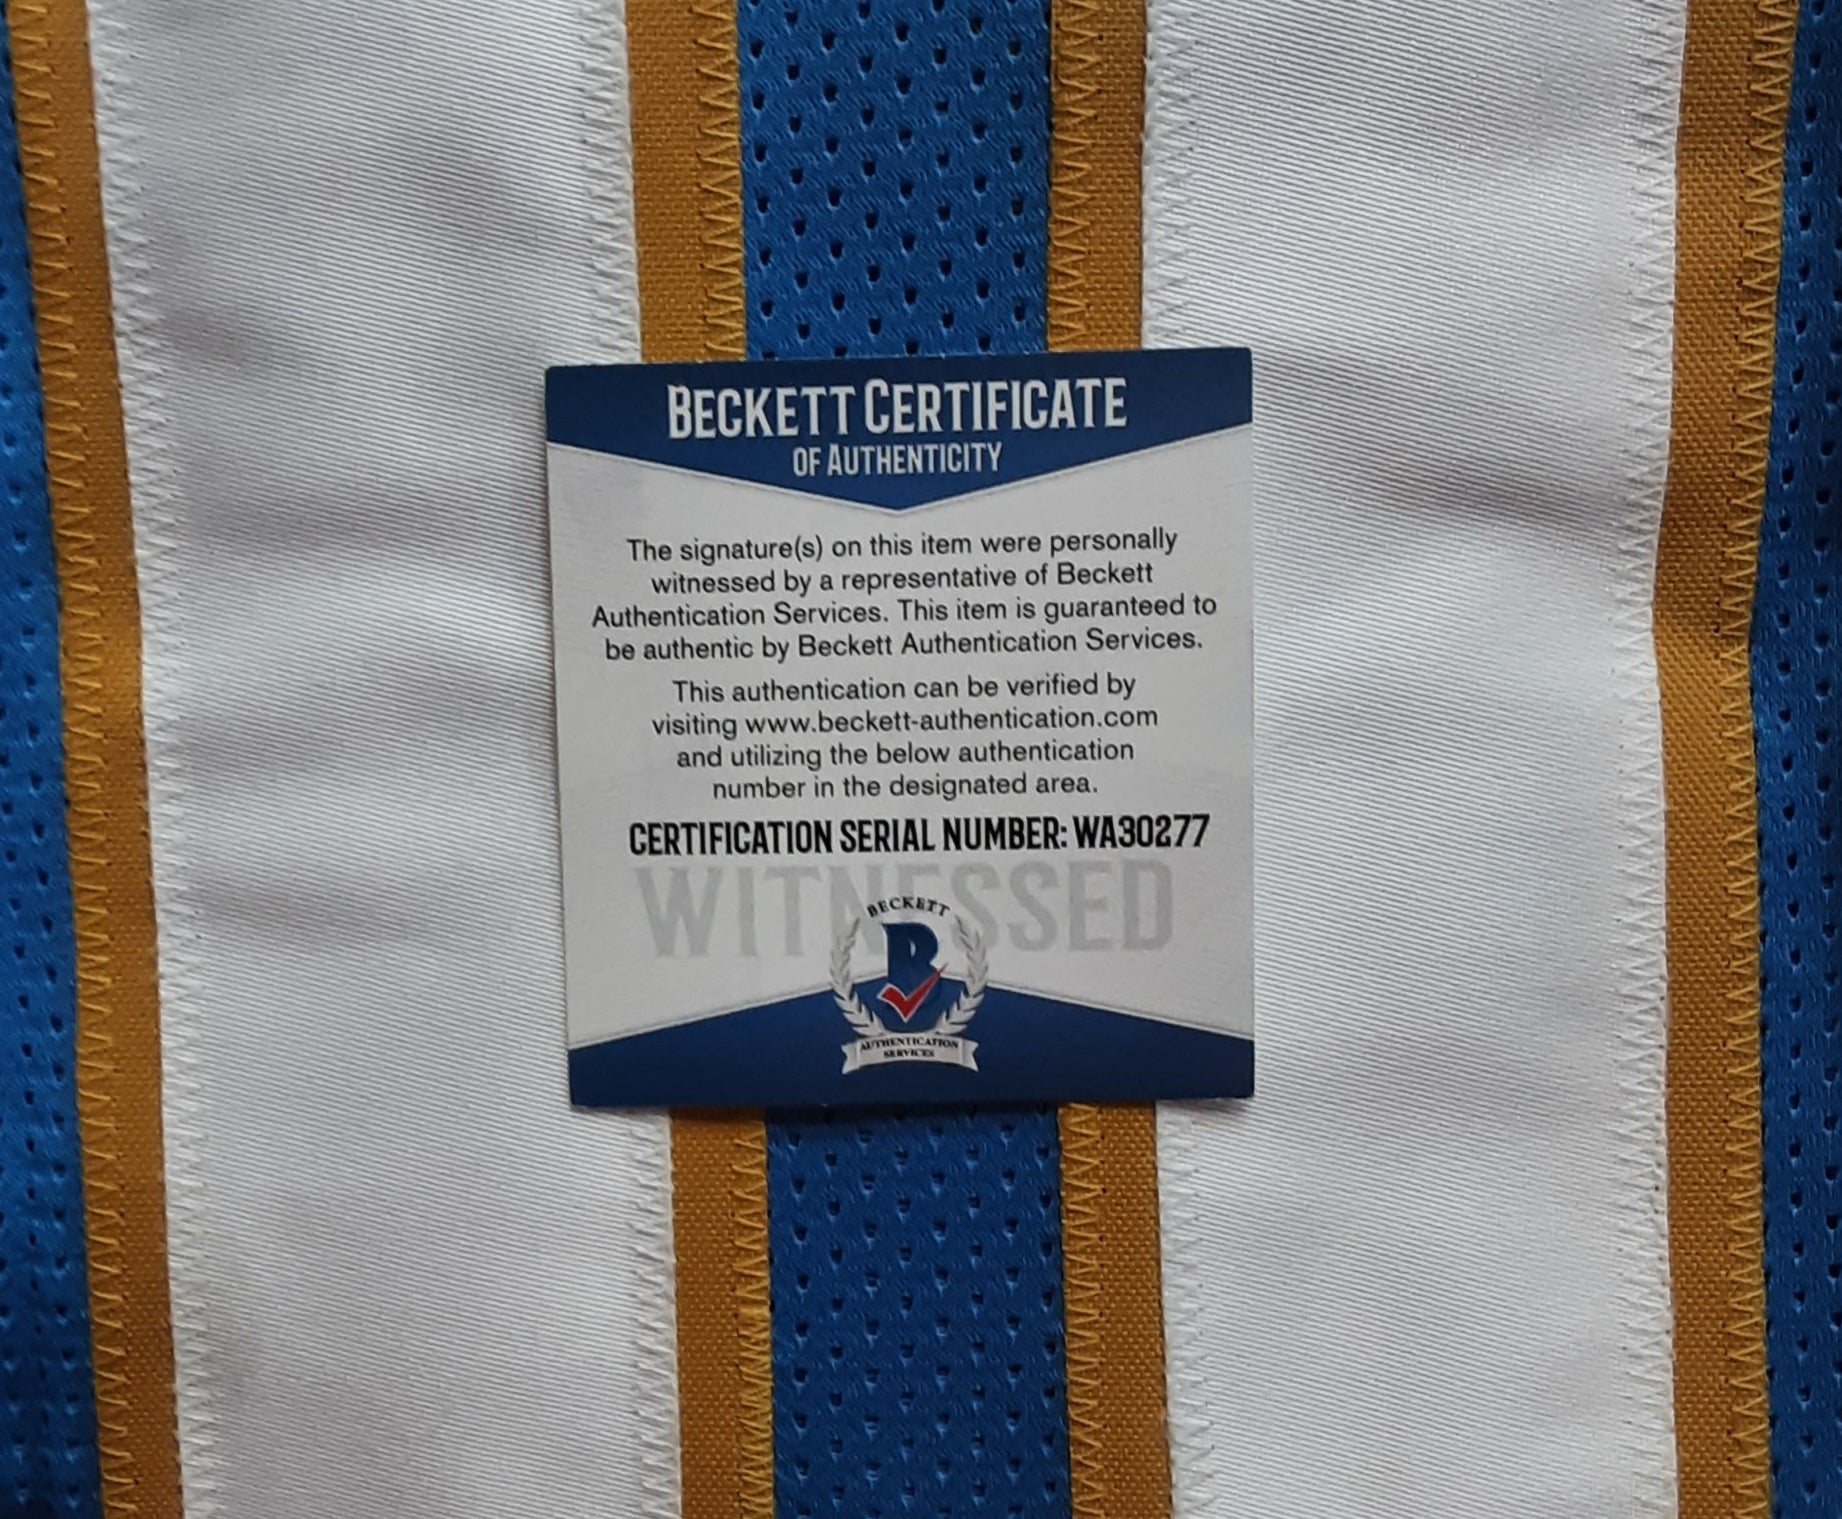 BECKETT CERTIFICATE
OF AUTHENTICITY
The signature(s) on this item were personally
witnessed by a representative of Beckett
Authentication Services. This item is guaranteed to
be authentic by Beckett Authentication Services.
This authentication can be verified by
visiting www.beckett-authentication.com
and utilizing the below authentication
number in the designated area.
CERTIFICATION SERIAL NUMBER: WA30277
WITNESSED
BECKETT
B
AUTHENTICATION
SERVICES